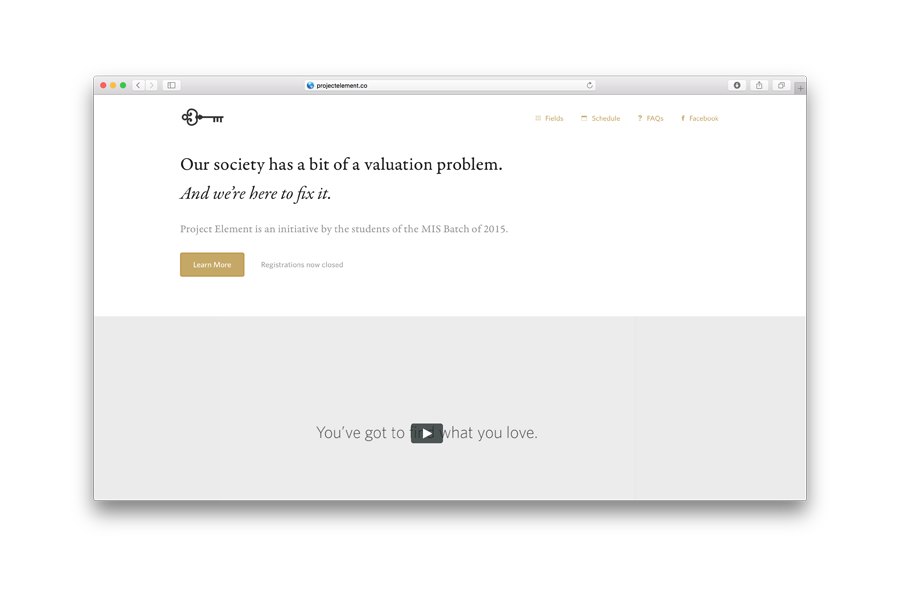 projectelement.co
Fields
Schedule
? FAQs
f Facebook
Our society has a bit of a valuation problem.
And we're here to fix it.
Project Element is an initiative by the students of the MIS Batch of 2015.
Learn More
Registrations now closed
You've got to find what you love.